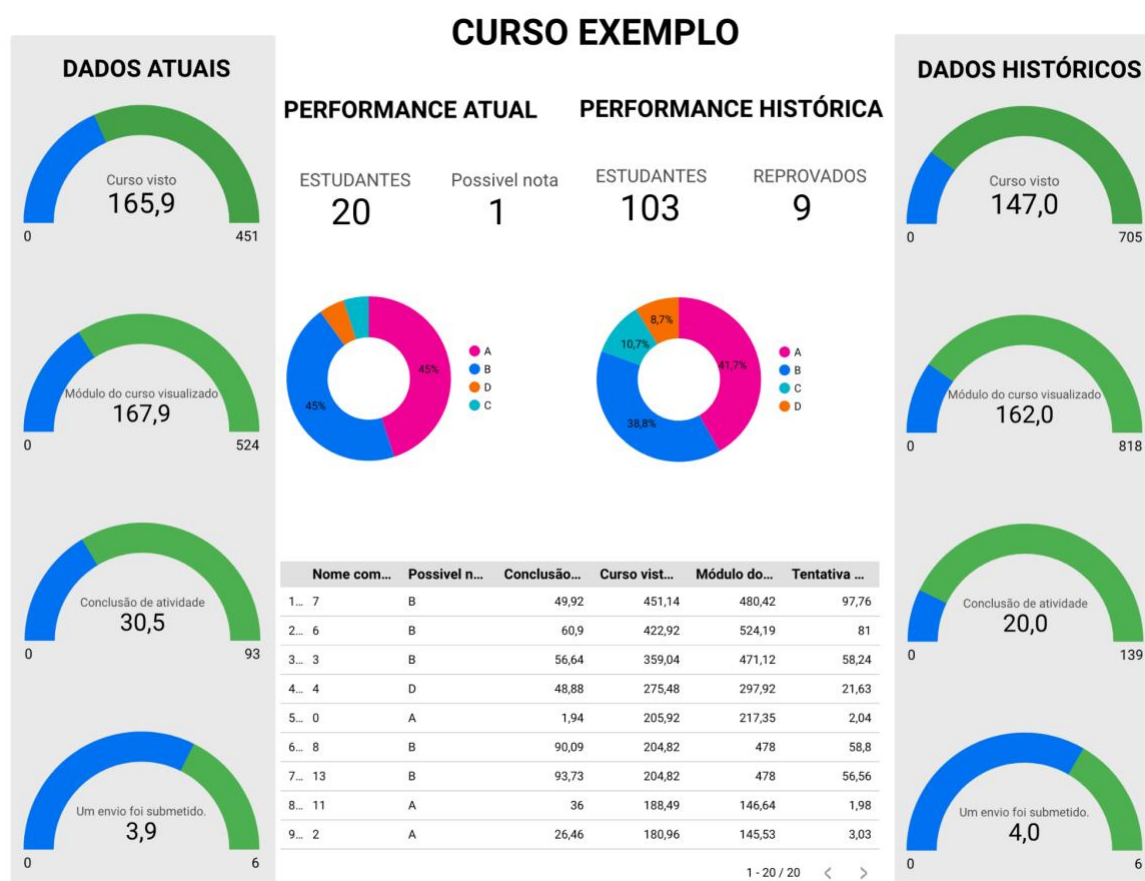 CURSO EXEMPLO
DADOS ATUAIS
Curso visto
165,9
0 451
Módulo do curso visualizado
167,9
0 524
Conclusão de atividade
30,5
0 93
Um envio foi submetido.
3,9
0 6
PERFORMANCE ATUAL
ESTUDANTES Possivel nota
20 1
45%
45%
A
B
D
C
PERFORMANCE HISTÓRICA
ESTUDANTES REPROVADOS
103 9
8,7%
10,7%
41,7%
38,8%
A
B
C
D
Nome com... Possivel n... Conclusão... Curso vist... Módulo do... Tentativa ...
1... 7 B 49,92 451,14 480,42 97,76
2... 6 B 60,9 422,92 524,19 81
3... 3 B 56,64 359,04 471,12 58,24
4... 4 D 48,88 275,48 297,92 21,63
5... 0 A 1,94 205,92 217,35 2,04
6... 8 B 90,09 204,82 478 58,8
7... 13 B 93,73 204,82 478 56,56
8... 11 A 36 188,49 146,64 1,98
9... 2 A 26,46 180,96 145,53 3,03
1 - 20 / 20 < >
DADOS HISTÓRICOS
Curso visto
147,0
0 705
Módulo do curso visualizado
162,0
0 818
Conclusão de atividade
20,0
0 139
Um envio foi submetido.
4,0
0 6